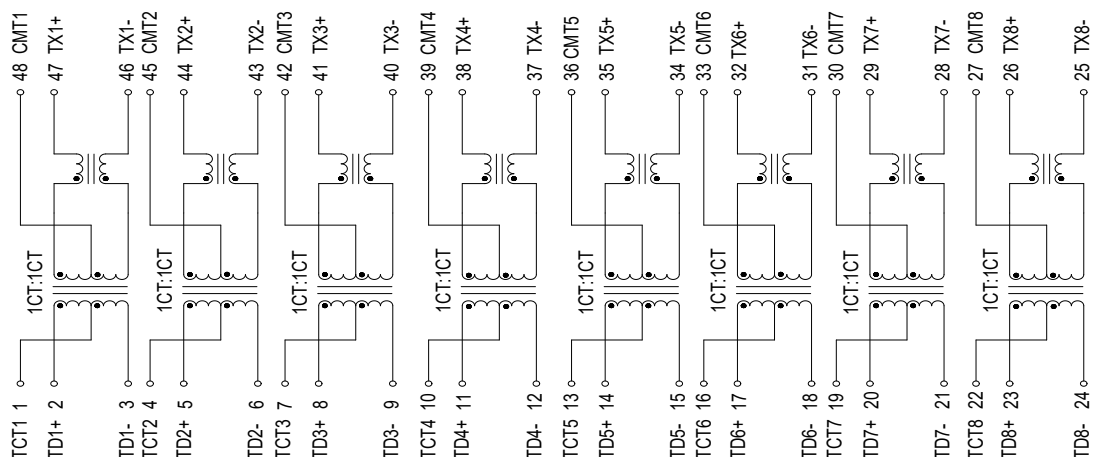 48 CMT1
47 TX1+
46 TX1-
45 CMT2
44 TX2+
43 TX2-
42 CMT3
41 TX3+
40 TX3-
39 CMT4
38 TX4+
37 TX4-
36 CMT5
35 TX5+
34 TX5-
33 CMT6
32 TX6+
31 TX6-
30 CMT7
29 TX7+
28 TX7-
27 CMT8
26 TX8+
25 TX8-
1CT:1CT
1CT:1CT
1CT:1CT
1CT:1CT
1CT:1CT
1CT:1CT
1CT:1CT
1CT:1CT
TCT1 1
TD1+ 2
TD1- 3
TCT2 4
TD2+ 5
TD2- 6
TCT3 7
TD3+ 8
TD3- 9
TCT4 10
TD4+ 11
TD4- 12
TCT5 13
TD5+ 14
TD5- 15
TCT6 16
TD6+ 17
TD6- 18
TCT7 19
TD7+ 20
TD7- 21
TCT8 22
TD8+ 23
TD8- 24